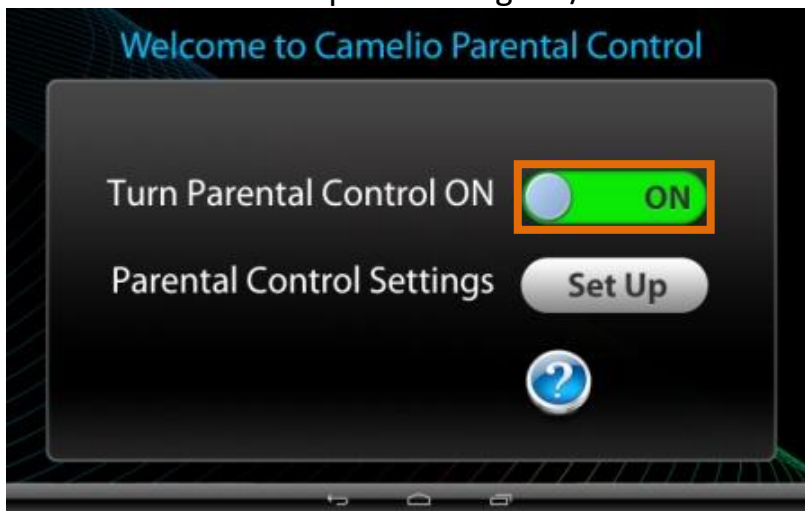 Welcome to Camelio Parental Control
Turn Parental Control ON
ON
Parental Control Settings
Set Up
?